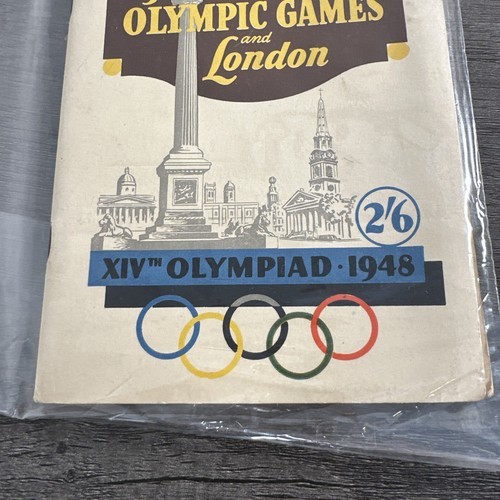 OLYMPIC GAMES
and
London
2/6
XIVTH OLYMPIAD · 1948